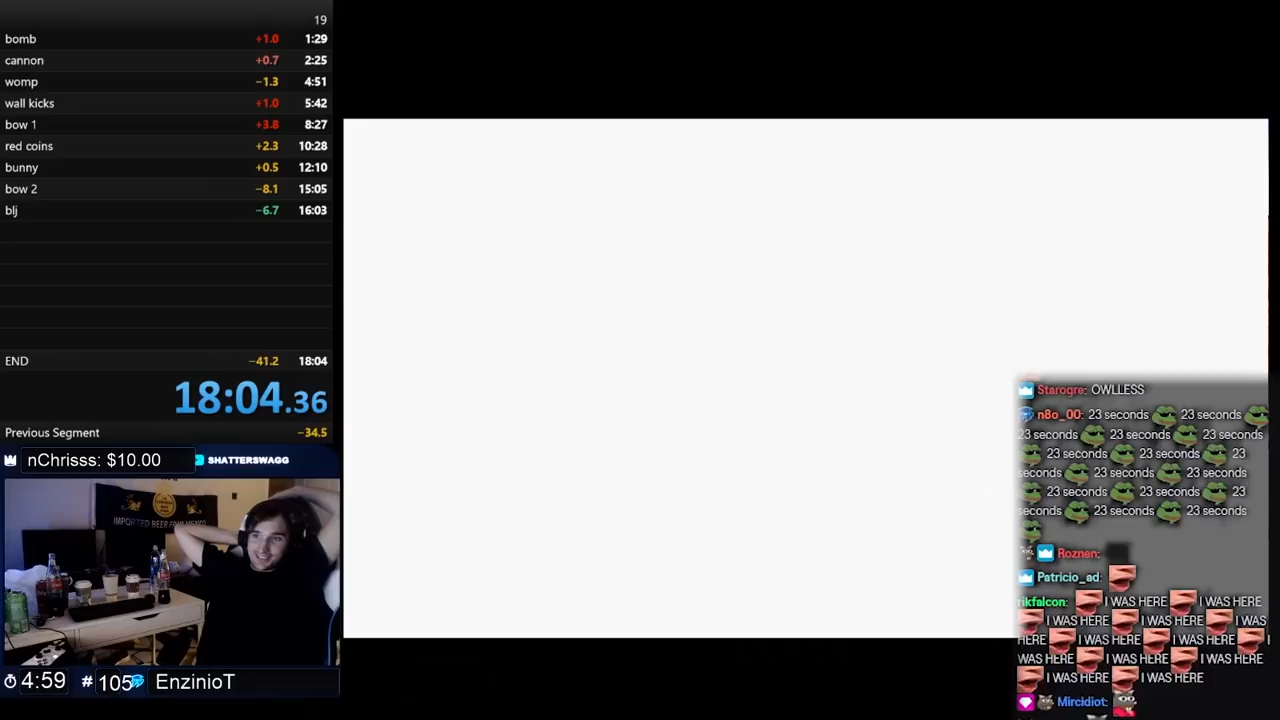 19
bomb +1.0 1:29
cannon +0.7 2:25
womp −1.3 4:51
wall kicks +1.0 5:42
bow 1 +3.8 8:27
red coins +2.3 10:28
bunny +0.5 12:10
bow 2 −8.1 15:05
blj −6.7 16:03
END −41.2 18:04
18:04.36
Previous Segment −34.5
nChrisss: $10.00 SHATTERSWAGG
IMPORTED BEER FROM MEXICO
4:59 #105 EnzinioT
Starogre: OWLLESS
n8o_00: 23 seconds 23 seconds
23 seconds 23 seconds 23 seconds
23 seconds 23 seconds 23
seconds 23 seconds 23 seconds
23 seconds 23 seconds 23
seconds 23 seconds 23 seconds
Roznen:
Patricio_ad:
rikfalcon: I WAS HERE I WAS HERE
I WAS HERE I WAS HERE I WAS
HERE I WAS HERE I WAS HERE I
WAS HERE I WAS HERE I WAS HERE
I WAS HERE I WAS HERE
Mircidiot: